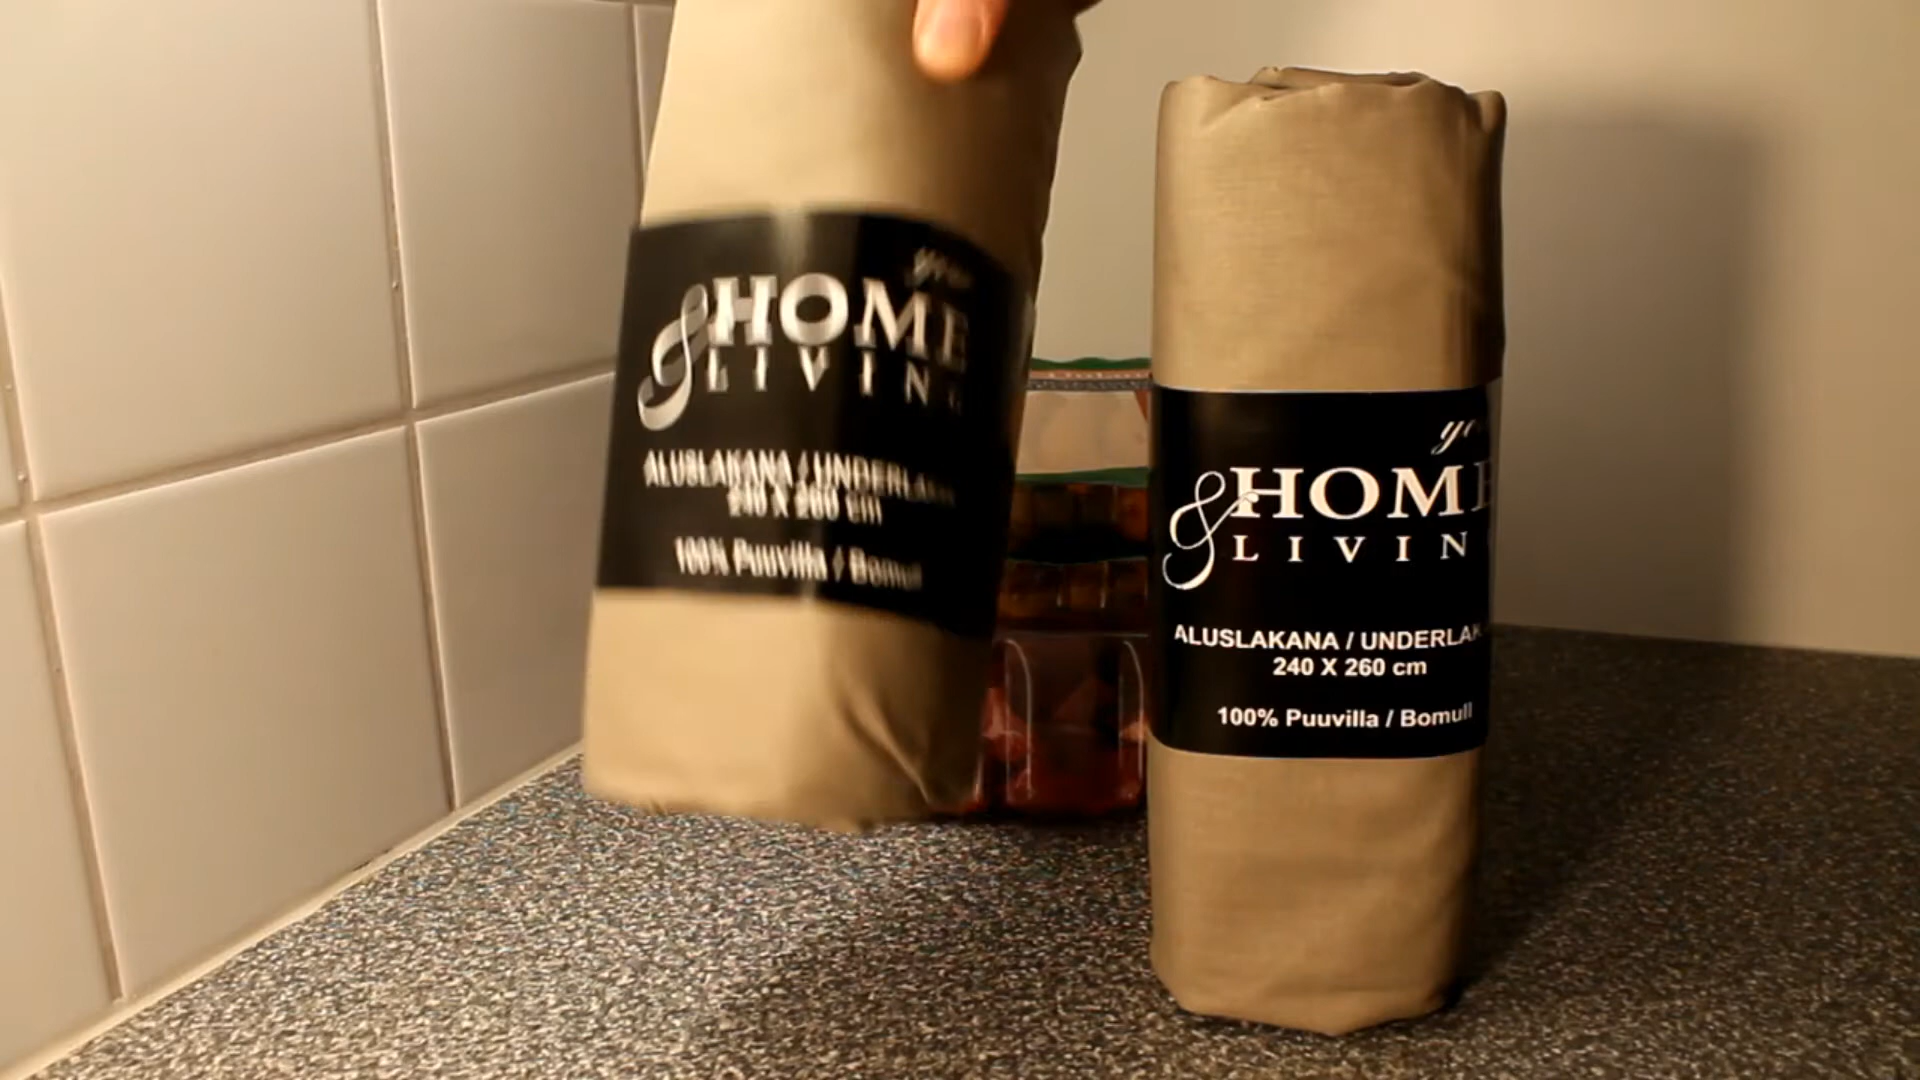 HOME
& LIVIN
ALUSLAKANA / UNDERLAK
240 X 260 cm
100% Puuvilla / Bomull
HOME
& LIVIN
ALUSLAKANA / UNDERLAK
240 X 260 cm
100% Puuvilla / Bomull